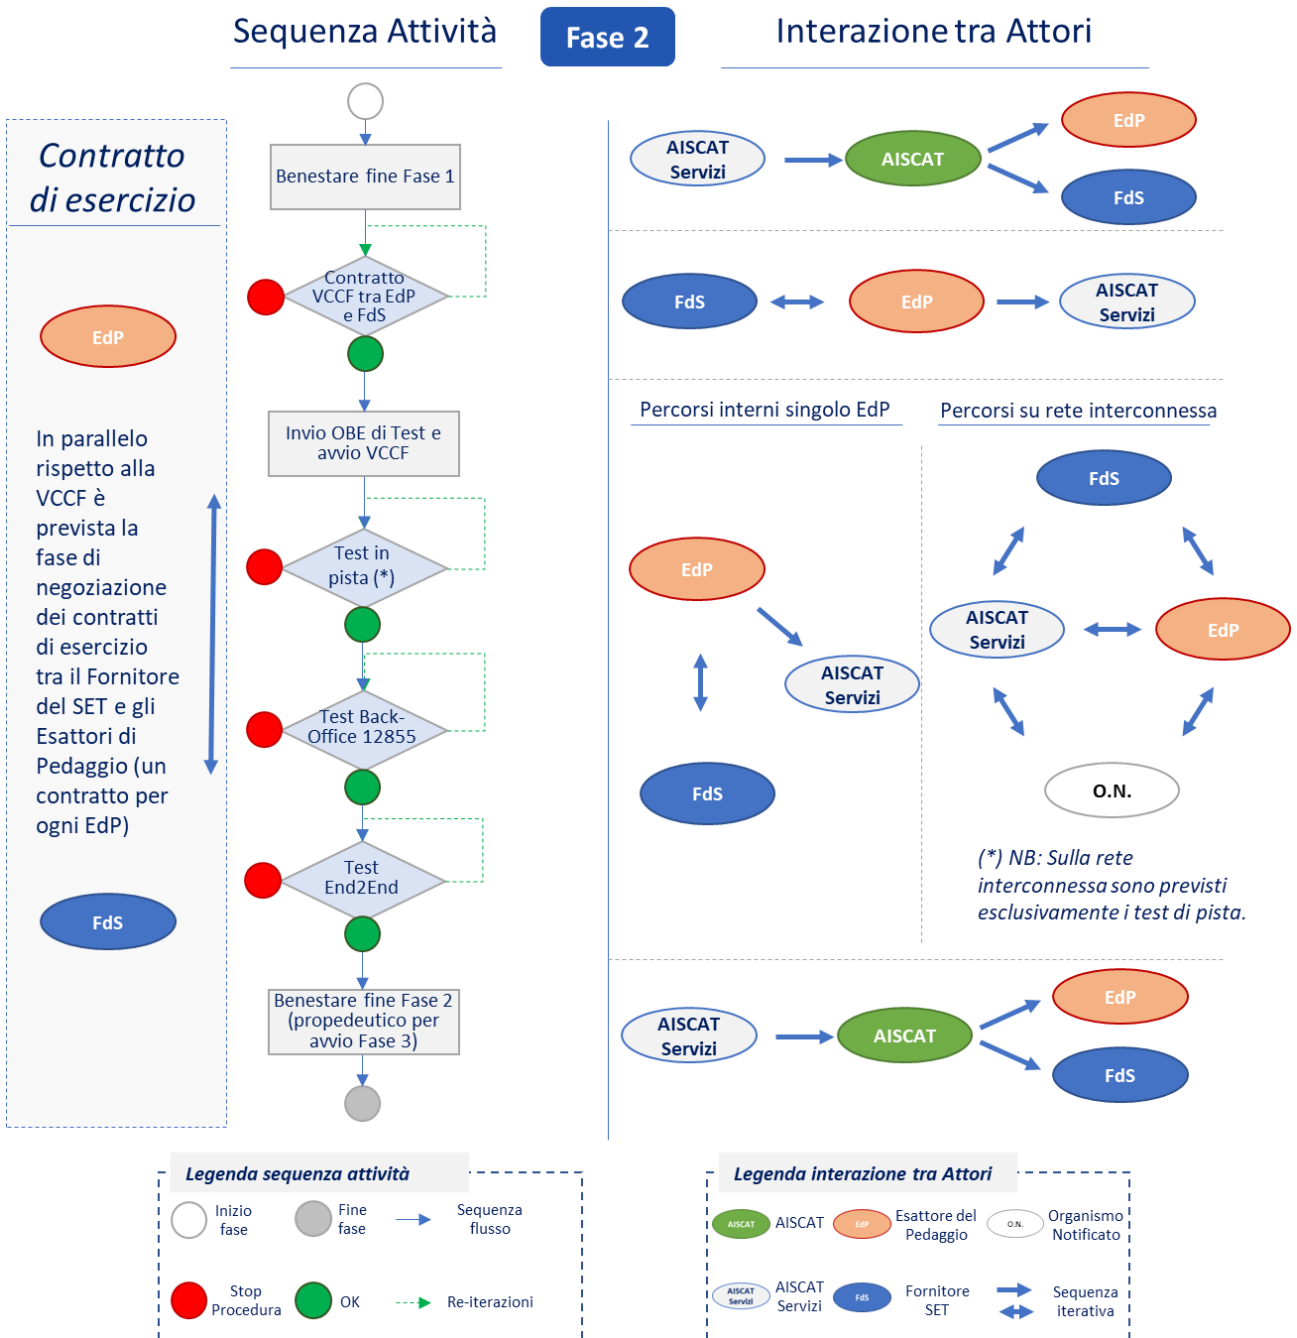 Sequenza Attività
Fase 2
Interazione tra Attori
Contratto
di esercizio
EdP
In parallelo
rispetto alla
VCCF è
prevista la
fase di
negoziazione
dei contratti
di esercizio
tra il Fornitore
del SET e gli
Esattori di
Pedaggio (un
contratto per
ogni EdP)
FdS
Benestare fine Fase 1
Contratto
VCCF tra EdP
e FdS
Invio OBE di Test e
avvio VCCF
Test in
pista (*)
Test Back-
Office 12855
Test
End2End
Benestare fine Fase 2
(propedeutico per
avvio Fase 3)
AISCAT
Servizi
AISCAT
EdP
FdS
FdS
EdP
AISCAT
Servizi
Percorsi interni singolo EdP
EdP
AISCAT
Servizi
FdS
Percorsi su rete interconnessa
FdS
AISCAT
Servizi
EdP
O.N.
(*) NB: Sulla rete
interconnessa sono previsti
esclusivamente i test di pista.
AISCAT
Servizi
AISCAT
EdP
FdS
Legenda sequenza attività
Inizio
fase
Fine
fase
Sequenza
flusso
Stop
Procedura
OK
Re-iterazioni
Legenda interazione tra Attori
AISCAT
AISCAT
EdP
Esattore del
Pedaggio
O.N.
Organismo
Notificato
AISCAT
Servizi
AISCAT
Servizi
FdS
Fornitore
SET
Sequenza
iterativa